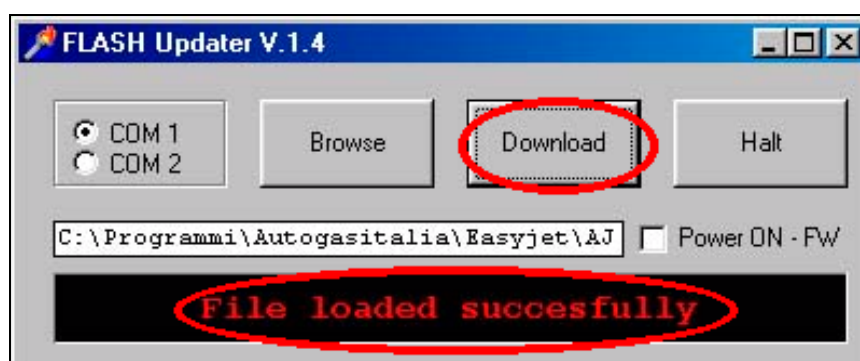 FLASH Updater V.1.4
COM 1
COM 2
Browse
Download
Halt
C:\Programmi\Autogasitalia\Easyjet\AJ
Power ON - FW
File loaded succesfully